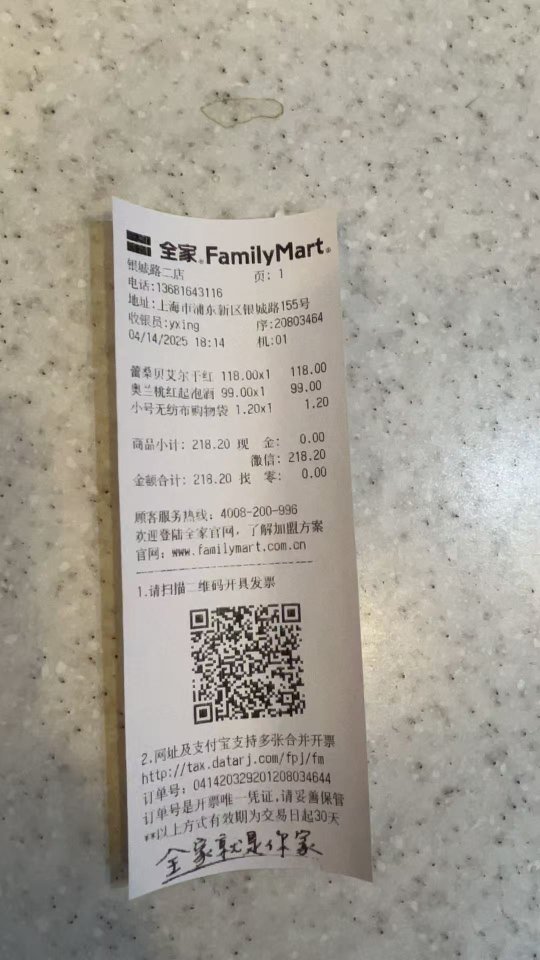 全家 FamilyMart
银城路二店 页: 1
电话:13681643116
地址:上海市浦东新区银城路155号
收银员:yxing 序:20803464
04/14/2025 18:14 机:01
蕾桑贝艾尔干红 118.00x1 118.00
奥兰桃红起泡酒 99.00x1 99.00
小号无纺布购物袋 1.20x1 1.20
商品小计: 218.20 现 金: 0.00
微信: 218.20
金额合计: 218.20 找 零: 0.00
顾客服务热线: 4008-200-996
欢迎登陆全家官网, 了解加盟方案
官网: www.familymart.com.cn
1.请扫描二维码开具发票
2.网址及支付宝支持多张合并开票
http://tax.datarj.com/fpj/fm
订单号: 041420329201208034644
订单号是开票唯一凭证,请妥善保管
**以上方式有效期为交易日起30天
全家就是你家